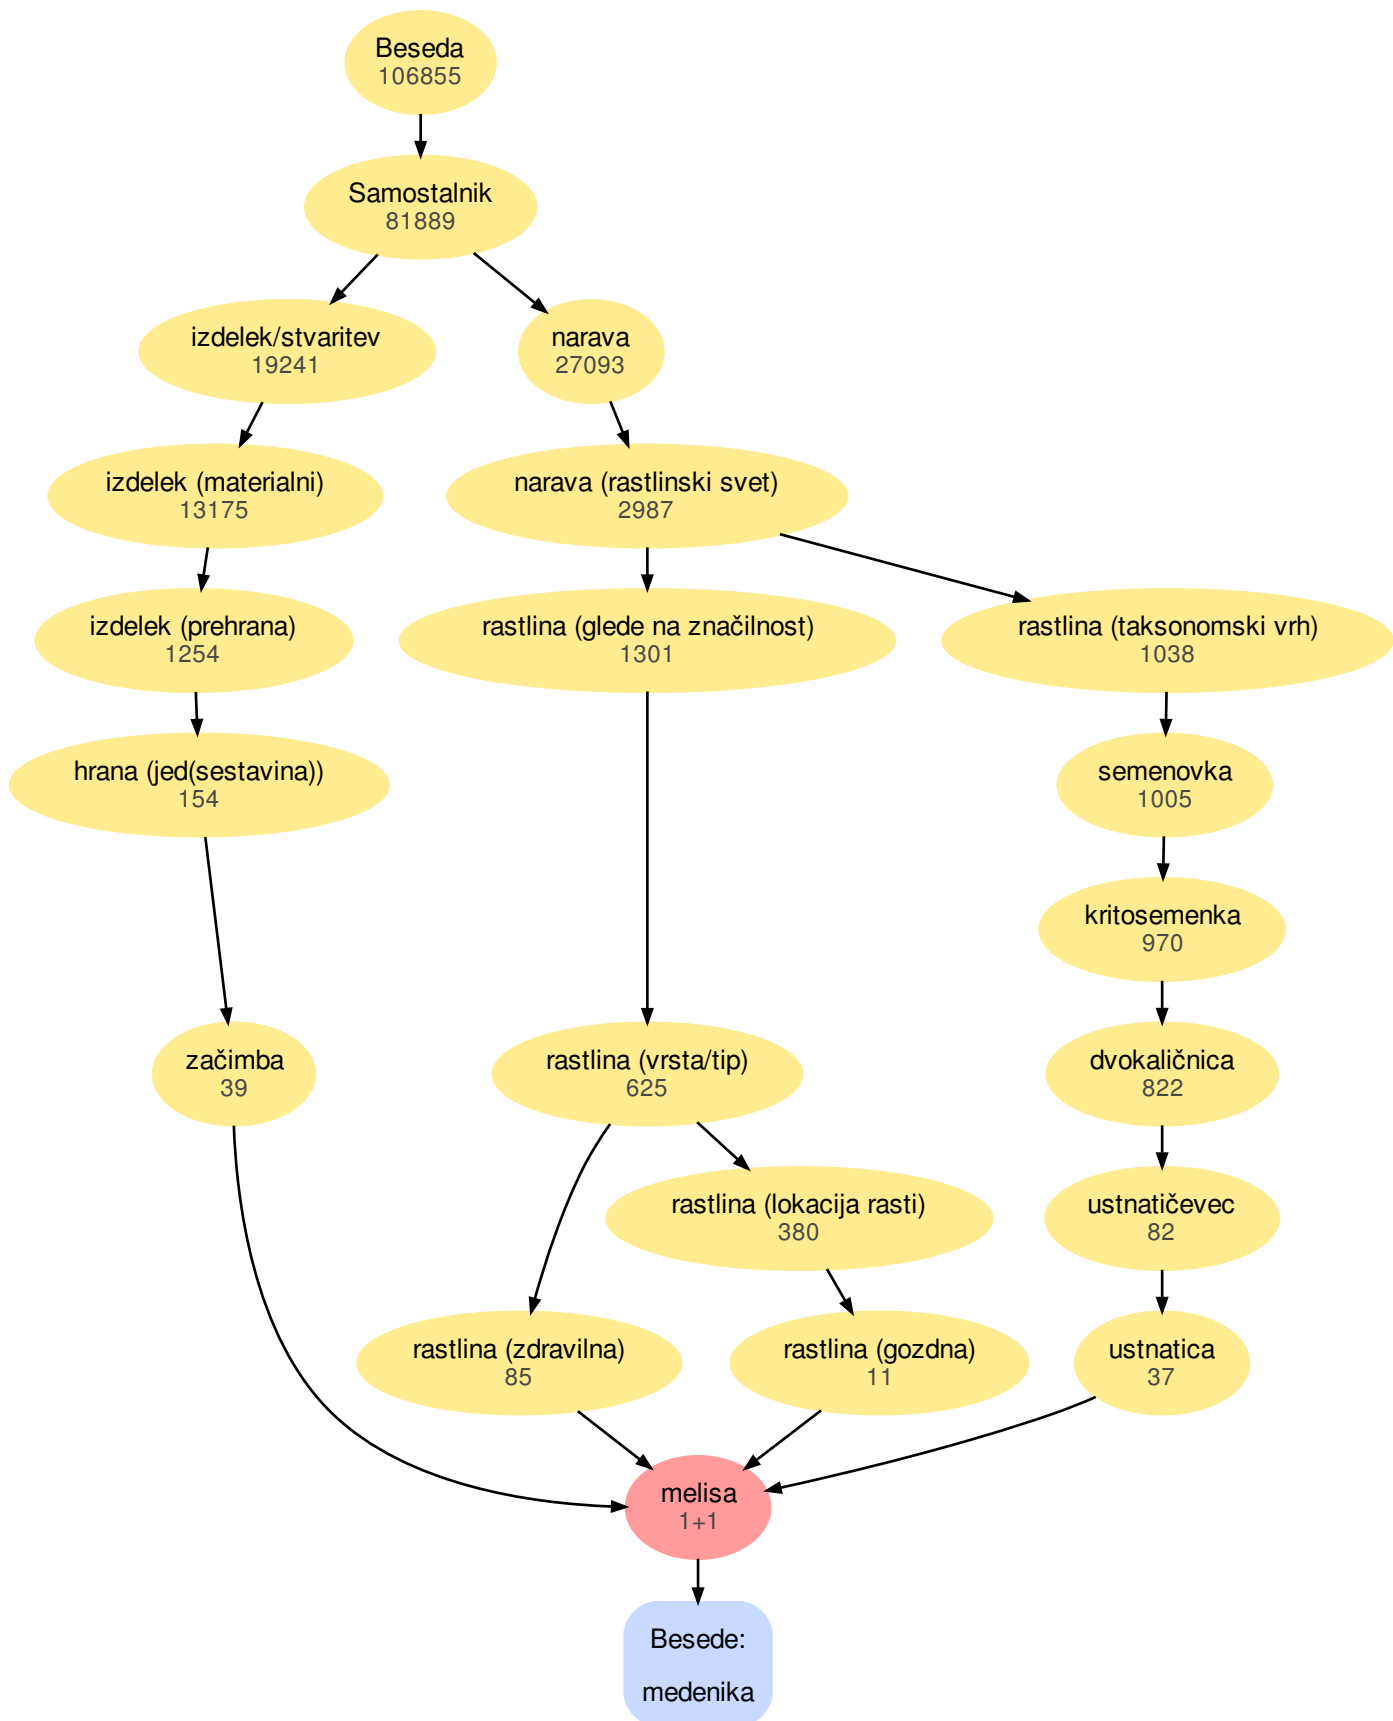 Beseda
106855
Samostalnik
81889
izdelek/stvaritev
19241
narava
27093
izdelek (materialni)
13175
narava (rastlinski svet)
2987
izdelek (prehrana)
1254
rastlina (glede na značilnost)
1301
rastlina (taksonomski vrh)
1038
hrana (jed(sestavina))
154
semenovka
1005
kritosemenka
970
začimba
39
rastlina (vrsta/tip)
625
dvokaličnica
822
rastlina (lokacija rasti)
380
ustnatičevec
82
rastlina (zdravilna)
85
rastlina (gozdna)
11
ustnatica
37
melisa
1+1
Besede:
medenika